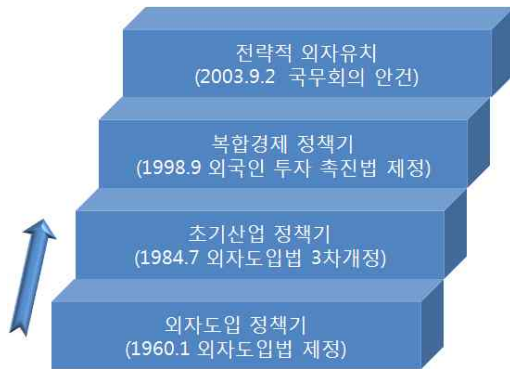 전략적 외자유치
(2003.9.2 국무회의 안건)
복합경제 정책기
(1998.9 외국인 투자 촉진법 제정)
초기산업 정책기
(1984.7 외자도입법 3차개정)
외자도입 정책기
(1960.1 외자도입법 제정)